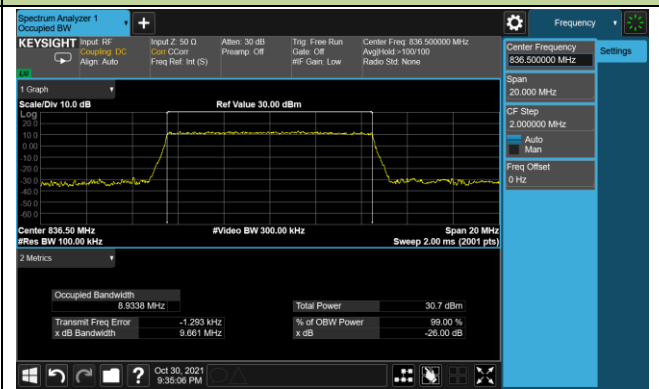 Spectrum Analyzer 1
Occupied BW
Frequency
KEYSIGHT
Input: RF
Coupling: DC
Align: Auto
Input Z: 50 Ω
Corr CCorr
Freq Ref: Int (S)
Atten: 30 dB
Preamp: Off
Trig: Free Run
Gate: Off
#IF Gain: Low
Center Freq: 836.500000 MHz
Avg|Hold:>100/100
Radio Std: None
Center Frequency
836.500000 MHz
Settings
Span
20.000 MHz
CF Step
2.000000 MHz
Auto
Man
Freq Offset
0 Hz
1 Graph
Scale/Div 10.0 dB
Ref Value 30.00 dBm
Log
20.0
10.0
0.00
-10.0
-20.0
-30.0
-40.0
-50.0
-60.0
Center 836.50 MHz
#Video BW 300.00 kHz
Span 20 MHz
#Res BW 100.00 kHz
Sweep 2.00 ms (2001 pts)
2 Metrics
Occupied Bandwidth
8.9338 MHz
Total Power
30.7 dBm
Transmit Freq Error
-1.293 kHz
% of OBW Power
99.00 %
x dB Bandwidth
9.661 MHz
x dB
-26.00 dB
Oct 30, 2021
9:35:06 PM